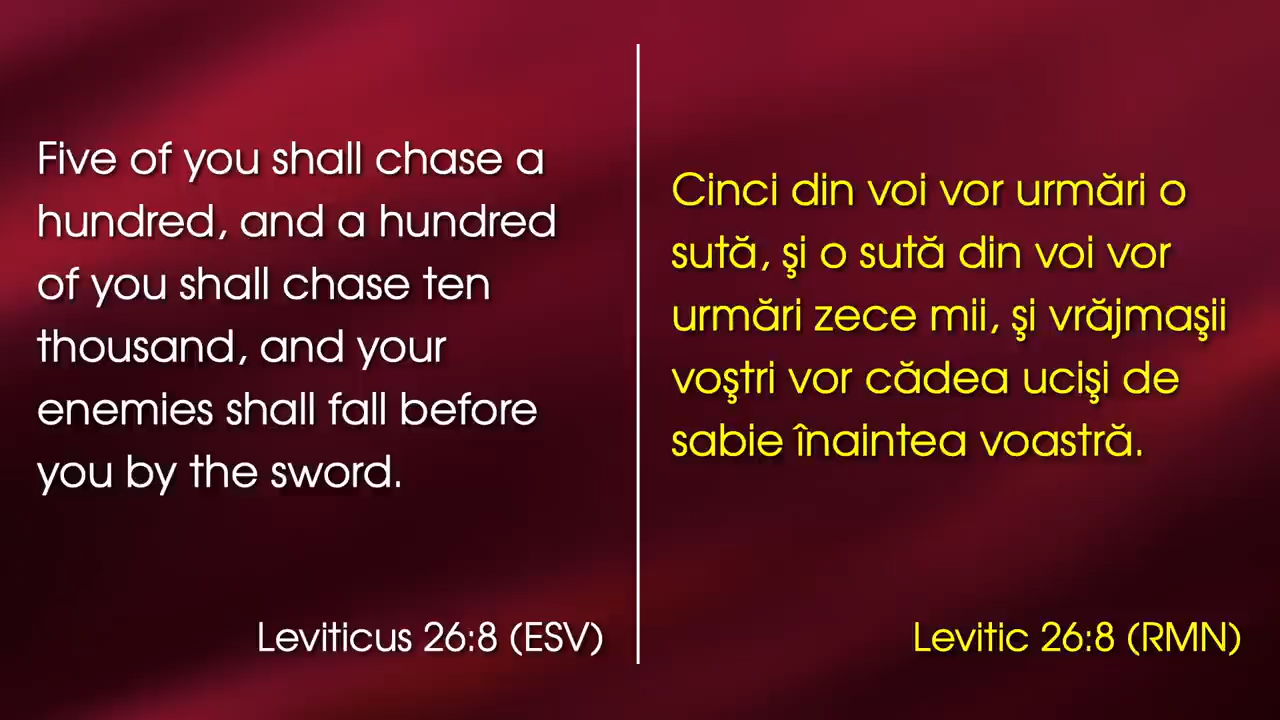 Five of you shall chase a
hundred, and a hundred
of you shall chase ten
thousand, and your
enemies shall fall before
you by the sword.
Leviticus 26:8 (ESV)
Cinci din voi vor urmări o
sută, şi o sută din voi vor
urmări zece mii, şi vrăjmaşii
voştri vor cădea ucişi de
sabie înaintea voastră.
Levitic 26:8 (RMN)